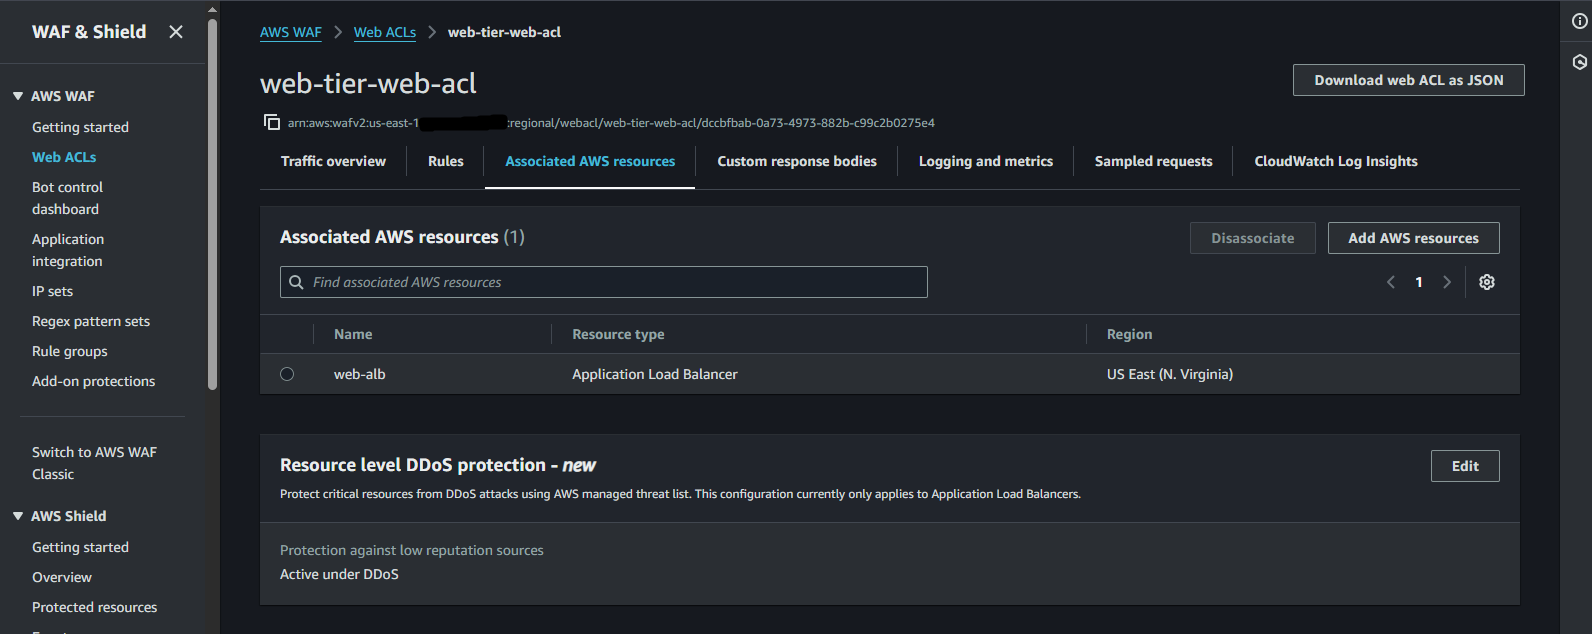 WAF & Shield
AWS WAF
Getting started
Web ACLs
Bot control
dashboard
Application
integration
IP sets
Regex pattern sets
Rule groups
Add-on protections
Switch to AWS WAF
Classic
AWS Shield
Getting started
Overview
Protected resources
AWS WAF > Web ACLs > web-tier-web-acl
web-tier-web-acl
Download web ACL as JSON
arn:aws:wafv2:us-east-1 :regional/webacl/web-tier-web-acl/dccbfbab-0a73-4973-882b-c99c2b0275e4
Traffic overview Rules Associated AWS resources Custom response bodies Logging and metrics Sampled requests CloudWatch Log Insights
Associated AWS resources (1)
Disassociate Add AWS resources
Find associated AWS resources
1
Name Resource type Region
web-alb Application Load Balancer US East (N. Virginia)
Resource level DDoS protection - new
Edit
Protect critical resources from DDoS attacks using AWS managed threat list. This configuration currently only applies to Application Load Balancers.
Protection against low reputation sources
Active under DDoS